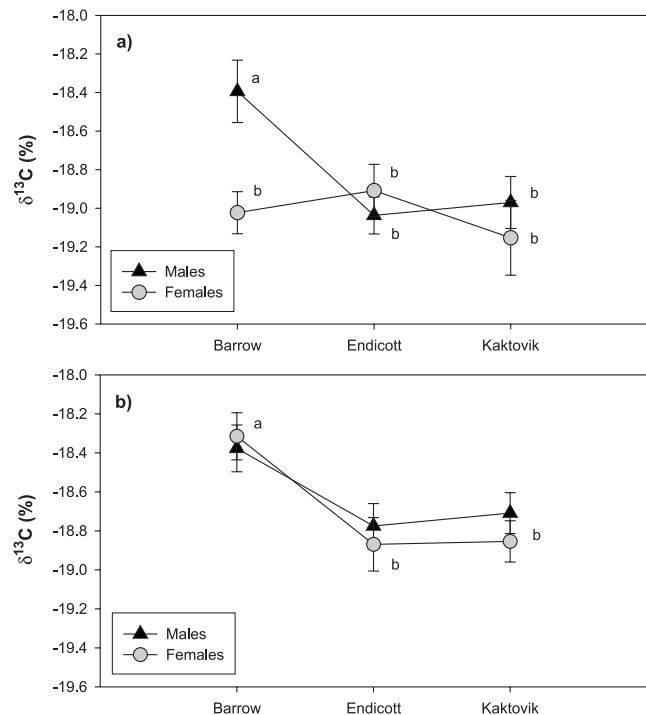 a)
-18.0
-18.2
-18.4
-18.6
-18.8
-19.0
-19.2
-19.4
-19.6
δ¹³C (%)
a
b
b
b
b
b
Males
Females
Barrow Endicott Kaktovik
b)
-18.0
-18.2
-18.4
-18.6
-18.8
-19.0
-19.2
-19.4
-19.6
δ¹³C (%)
a
b
b
Males
Females
Barrow Endicott Kaktovik